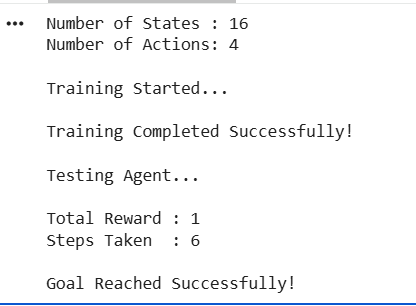 Number of States : 16
Number of Actions: 4
Training Started...
Training Completed Successfully!
Testing Agent...
Total Reward : 1
Steps Taken  : 6
Goal Reached Successfully!